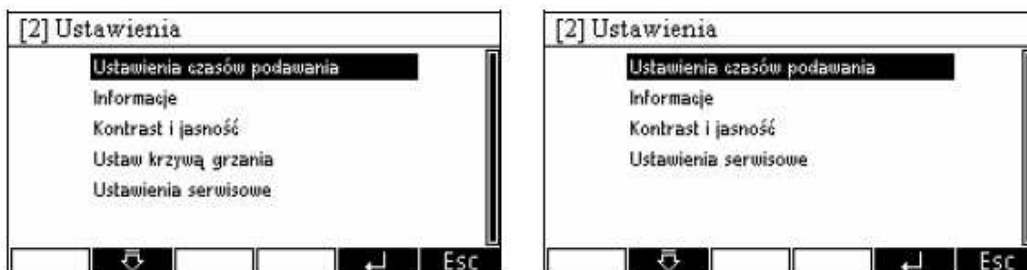 [2] Ustawienia
Ustawienia czasów podawania
Informacje
Kontrast i jasność
Ustaw krzywą grzania
Ustawienia serwisowe
Esc
[2] Ustawienia
Ustawienia czasów podawania
Informacje
Kontrast i jasność
Ustawienia serwisowe
Esc